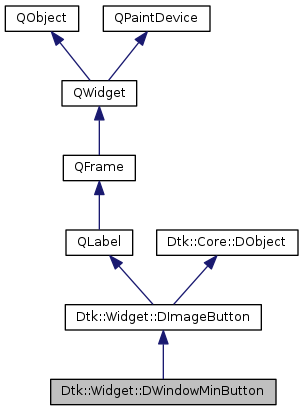 QObject
QPaintDevice
QWidget
QFrame
QLabel
Dtk::Core::DObject
Dtk::Widget::DImageButton
Dtk::Widget::DWindowMinButton